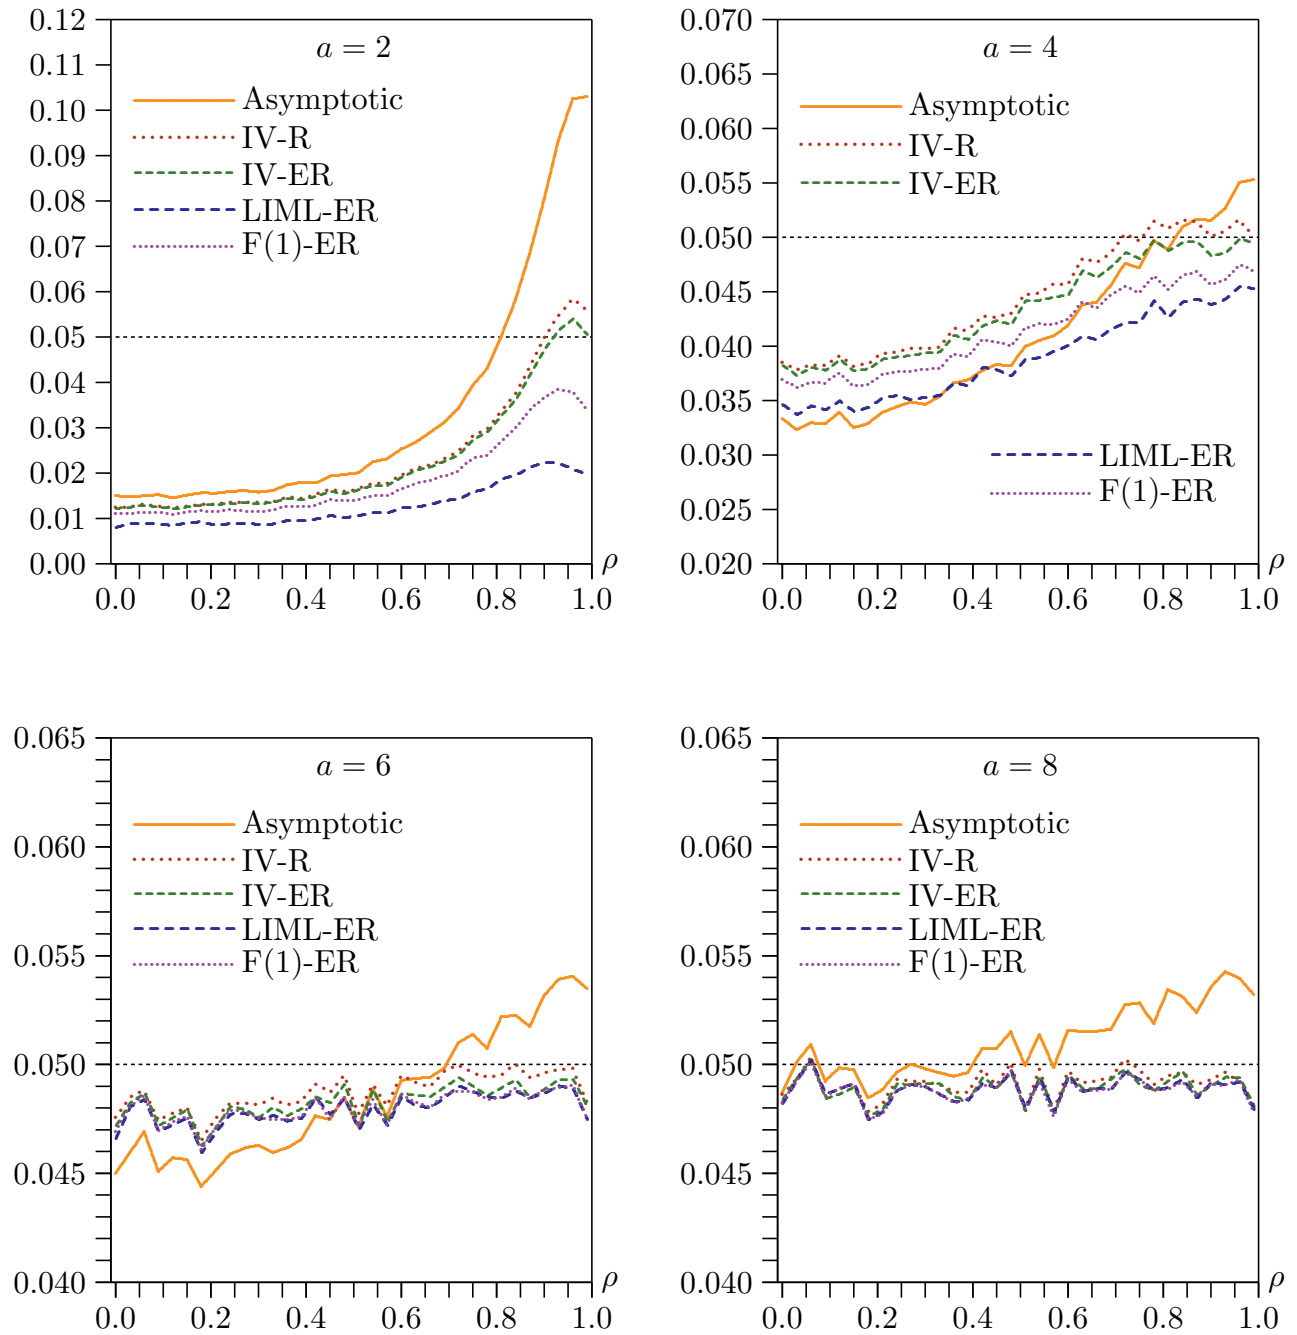 a = 2
0.12
0.11
0.10
0.09
0.08
0.07
0.06
0.05
0.04
0.03
0.02
0.01
0.00
Asymptotic
IV-R
IV-ER
LIML-ER
F(1)-ER
0.0 0.2 0.4 0.6 0.8 1.0
ρ
a = 4
0.070
0.065
0.060
0.055
0.050
0.045
0.040
0.035
0.030
0.025
0.020
Asymptotic
IV-R
IV-ER
LIML-ER
F(1)-ER
0.0 0.2 0.4 0.6 0.8 1.0
ρ
a = 6
0.065
0.060
0.055
0.050
0.045
0.040
Asymptotic
IV-R
IV-ER
LIML-ER
F(1)-ER
0.0 0.2 0.4 0.6 0.8 1.0
ρ
a = 8
0.065
0.060
0.055
0.050
0.045
0.040
Asymptotic
IV-R
IV-ER
LIML-ER
F(1)-ER
0.0 0.2 0.4 0.6 0.8 1.0
ρ